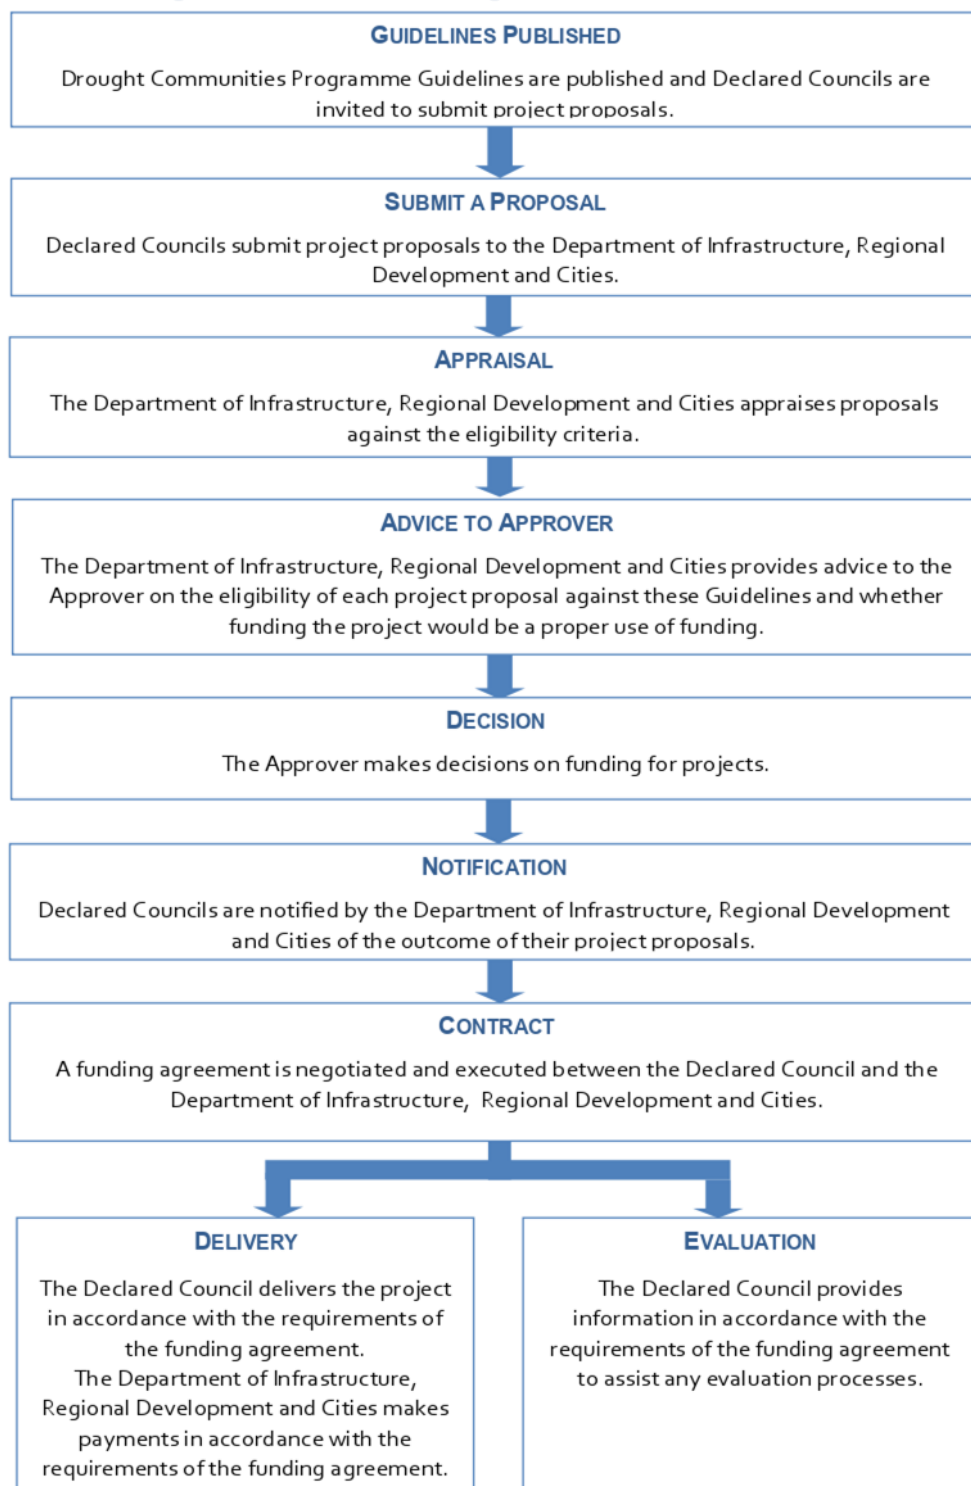 GUIDELINES PUBLISHED
Drought Communities Programme Guidelines are published and Declared Councils are
invited to submit project proposals.
SUBMIT A PROPOSAL
Declared Councils submit project proposals to the Department of Infrastructure, Regional
Development and Cities.
APPRAISAL
The Department of Infrastructure, Regional Development and Cities appraises proposals
against the eligibility criteria.
ADVICE TO APPROVER
The Department of Infrastructure, Regional Development and Cities provides advice to the
Approver on the eligibility of each project proposal against these Guidelines and whether
funding the project would be a proper use of funding.
DECISION
The Approver makes decisions on funding for projects.
NOTIFICATION
Declared Councils are notified by the Department of Infrastructure, Regional Development
and Cities of the outcome of their project proposals.
CONTRACT
A funding agreement is negotiated and executed between the Declared Council and the
Department of Infrastructure, Regional Development and Cities.
DELIVERY
The Declared Council delivers the project
in accordance with the requirements of
the funding agreement.
The Department of Infrastructure,
Regional Development and Cities makes
payments in accordance with the
requirements of the funding agreement.
EVALUATION
The Declared Council provides
information in accordance with the
requirements of the funding agreement
to assist any evaluation processes.